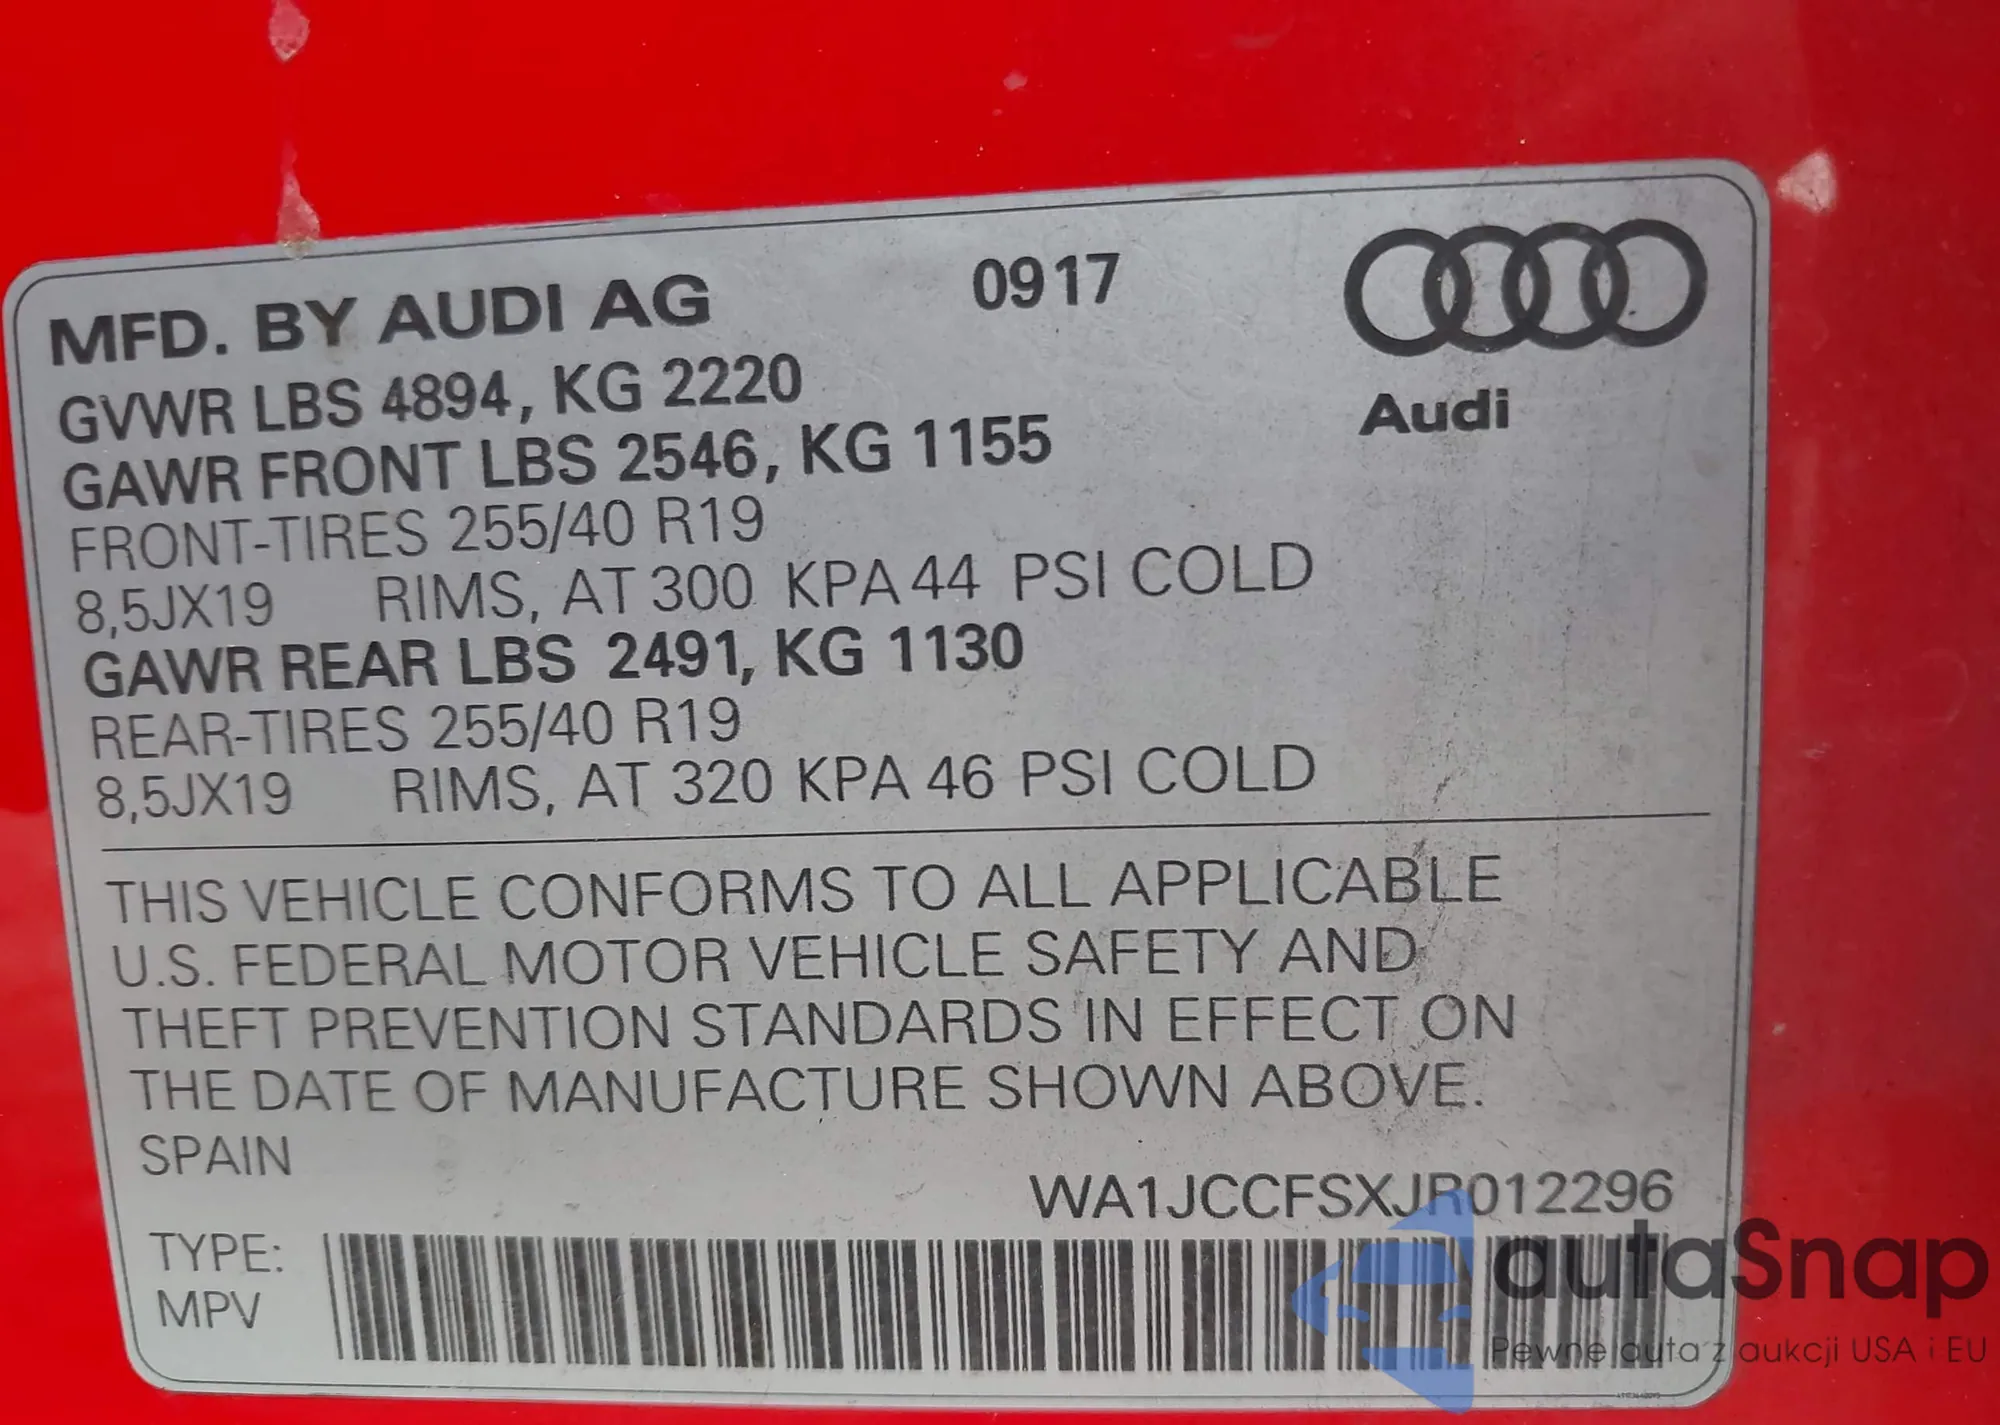 MFD. BY AUDI AG 0917
GVWR LBS 4894, KG 2220
Audi
GAWR FRONT LBS 2546, KG 1155
FRONT-TIRES 255/40 R19
8,5JX19 RIMS, AT 300 KPA 44 PSI COLD
GAWR REAR LBS 2491, KG 1130
REAR-TIRES 255/40 R19
8,5JX19 RIMS, AT 320 KPA 46 PSI COLD
THIS VEHICLE CONFORMS TO ALL APPLICABLE
U.S. FEDERAL MOTOR VEHICLE SAFETY AND
THEFT PREVENTION STANDARDS IN EFFECT ON
THE DATE OF MANUFACTURE SHOWN ABOVE.
SPAIN
WA1JCCFSXJR012296
TYPE:
MPV
autaSnap
Pewne auta z aukcji USA i EU